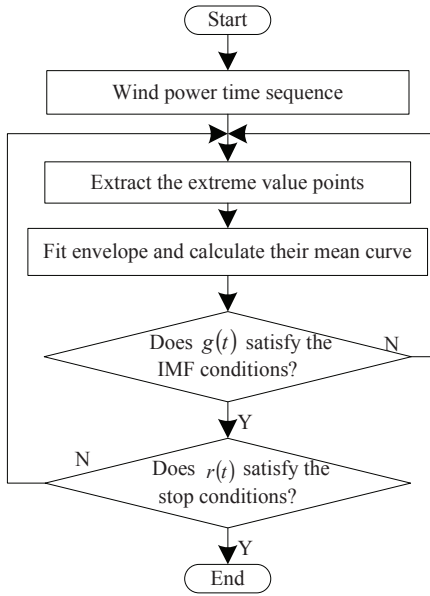 Start
Wind power time sequence
Extract the extreme value points
Fit envelope and calculate their mean curve
Does g(t) satisfy the
IMF conditions?
N
Y
N
Does r(t) satisfy the
stop conditions?
Y
End